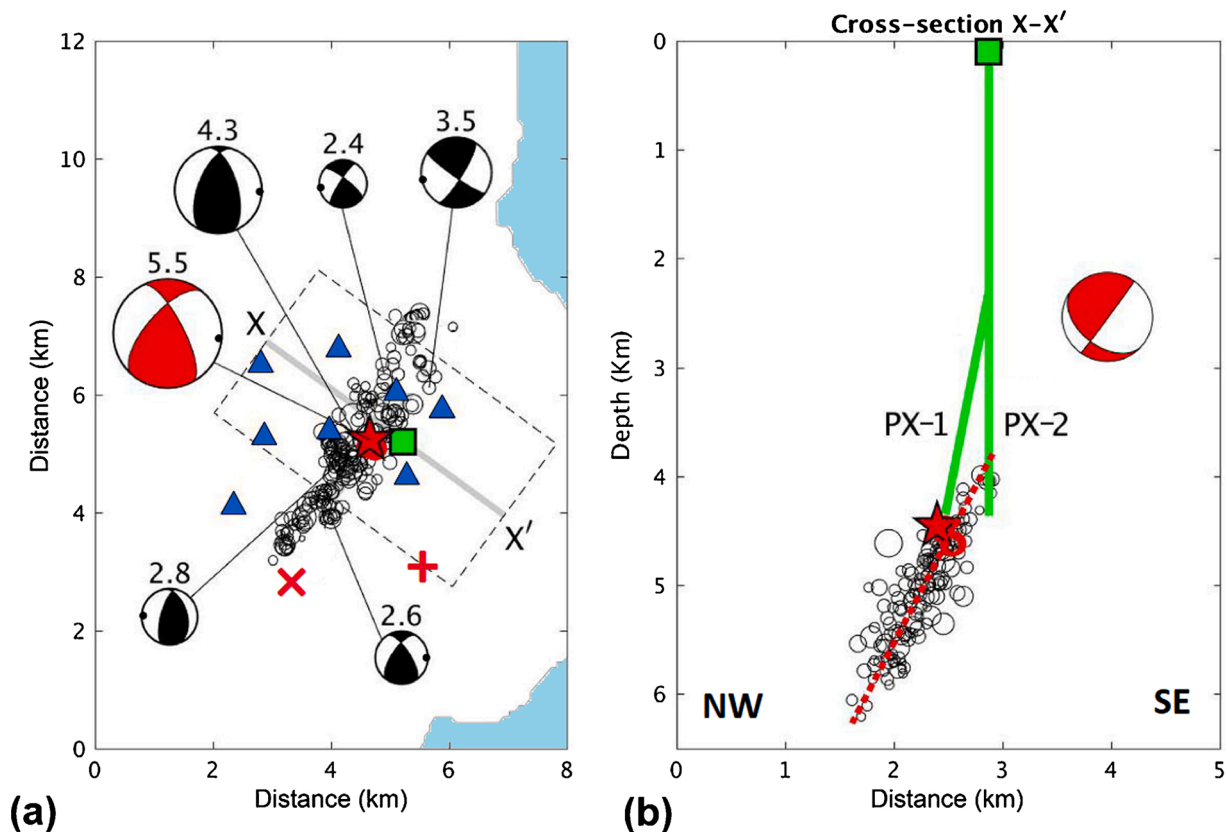 Cross-section X-X′
12
10
8
6
4
2
0
0
2
4
6
8
Distance (km)
Distance (km)
4.3
2.4
3.5
5.5
X
X′
2.8
2.6
(a)
0
1
2
3
4
5
6
0
1
2
3
4
5
Depth (Km)
Distance (km)
PX-1
PX-2
NW
SE
(b)